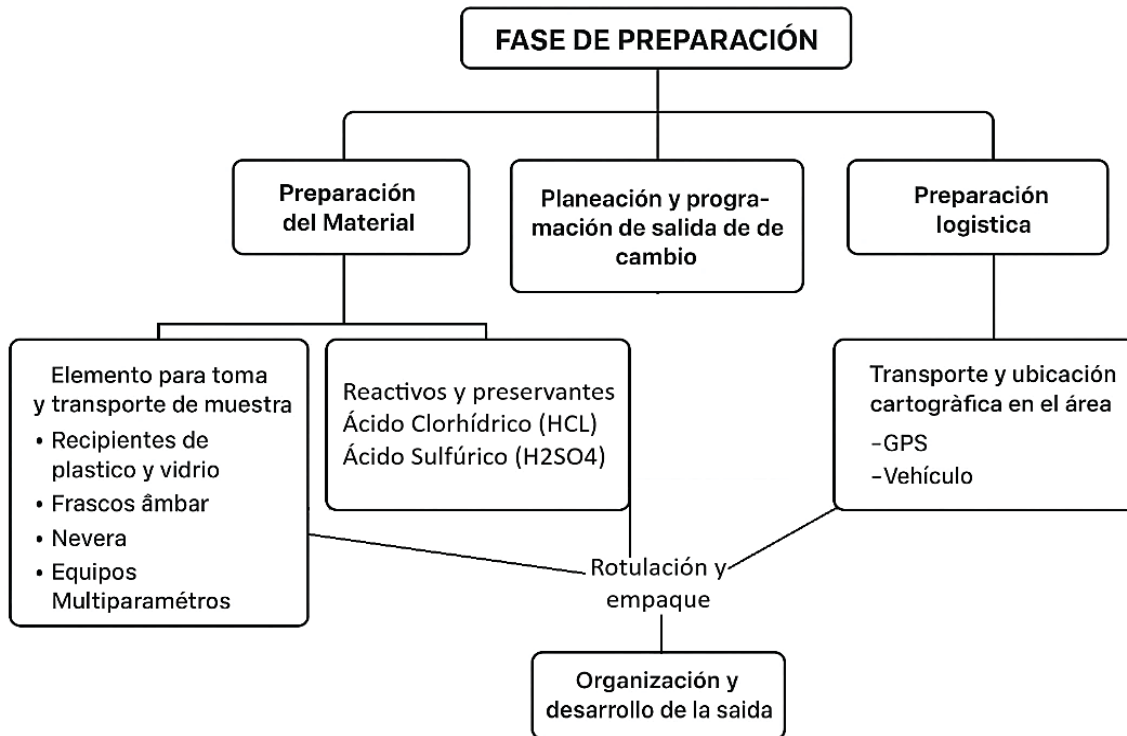 FASE DE PREPARACIÓN
Preparación
del Material
Planeación y progra-
mación de salida de de
cambio
Preparación
logistica
Elemento para toma
y transporte de muestra
• Recipientes de
plastico y vidrio
• Frascos âmbar
• Nevera
• Equipos
Multiparamétros
Reactivos y preservantes
Ácido Clorhídrico (HCL)
Ácido Sulfúrico (H2SO4)
Transporte y ubicación
cartogràfica en el área
-GPS
-Vehículo
Rotulación y
empaque
Organización y
desarrollo de la saida